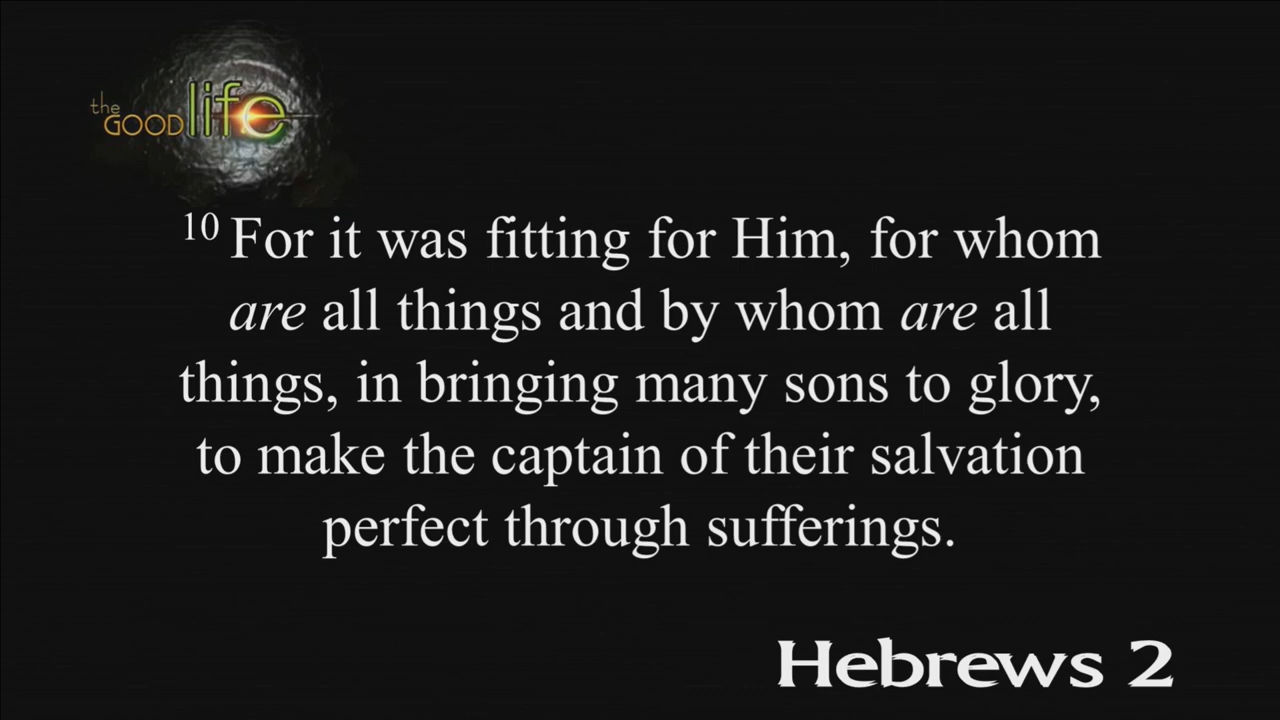 the
GOOD life
10 For it was fitting for Him, for whom
are all things and by whom are all
things, in bringing many sons to glory,
to make the captain of their salvation
perfect through sufferings.
Hebrews 2